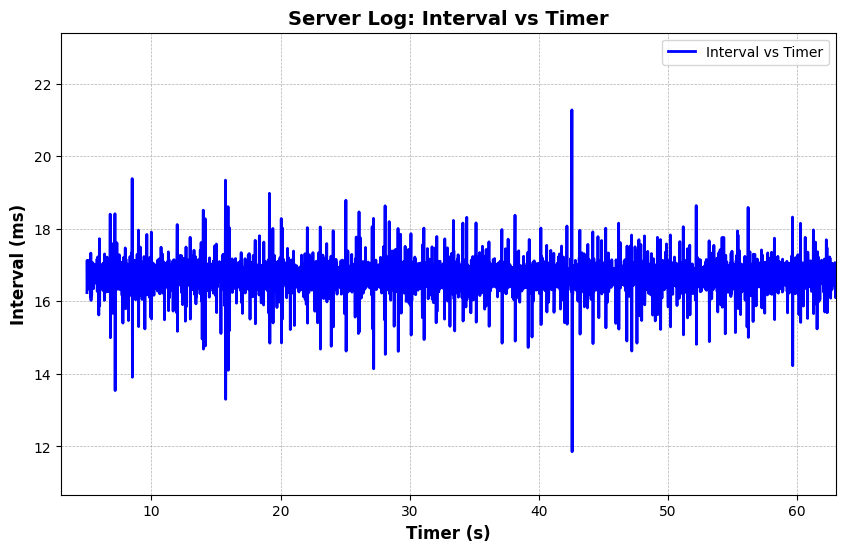 Server Log: Interval vs Timer
Interval vs Timer
Interval (ms)
22
20
18
16
14
12
10 20 30 40 50 60
Timer (s)